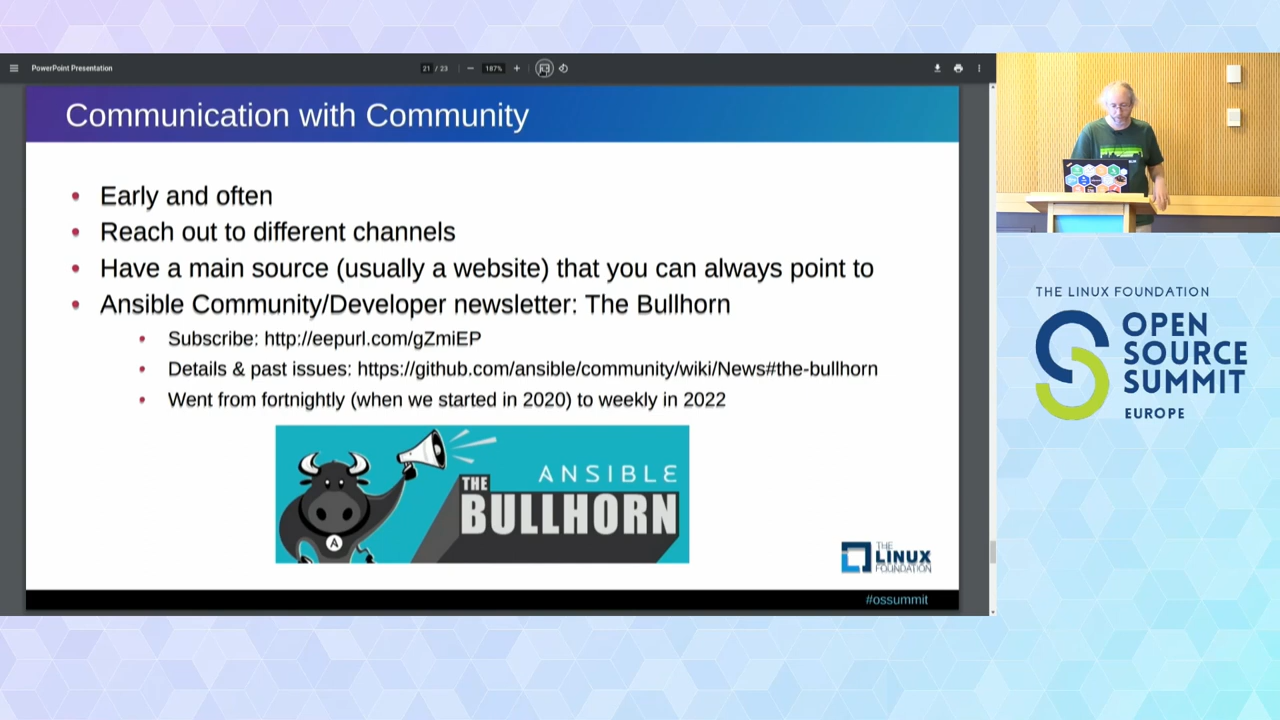 PowerPoint Presentation
21 / 23
187%
Communication with Community
Early and often
Reach out to different channels
Have a main source (usually a website) that you can always point to
Ansible Community/Developer newsletter: The Bullhorn
Subscribe: http://eepurl.com/gZmiEP
Details & past issues: https://github.com/ansible/community/wiki/News#the-bullhorn
Went from fortnightly (when we started in 2020) to weekly in 2022
A
ANSIBLE
THE
BULLHORN
THE
LINUX
FOUNDATION
#ossummit
THE LINUX FOUNDATION
OPEN
SOURCE
SUMMIT
EUROPE